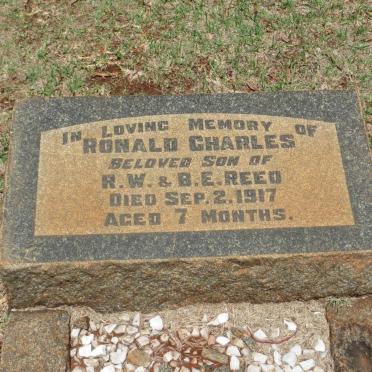 IN LOVING MEMORY OF
RONALD CHARLES
BELOVED SON OF
R.W. & B.E. REED
DIED SEP. 2. 1917
AGED 7 MONTHS.